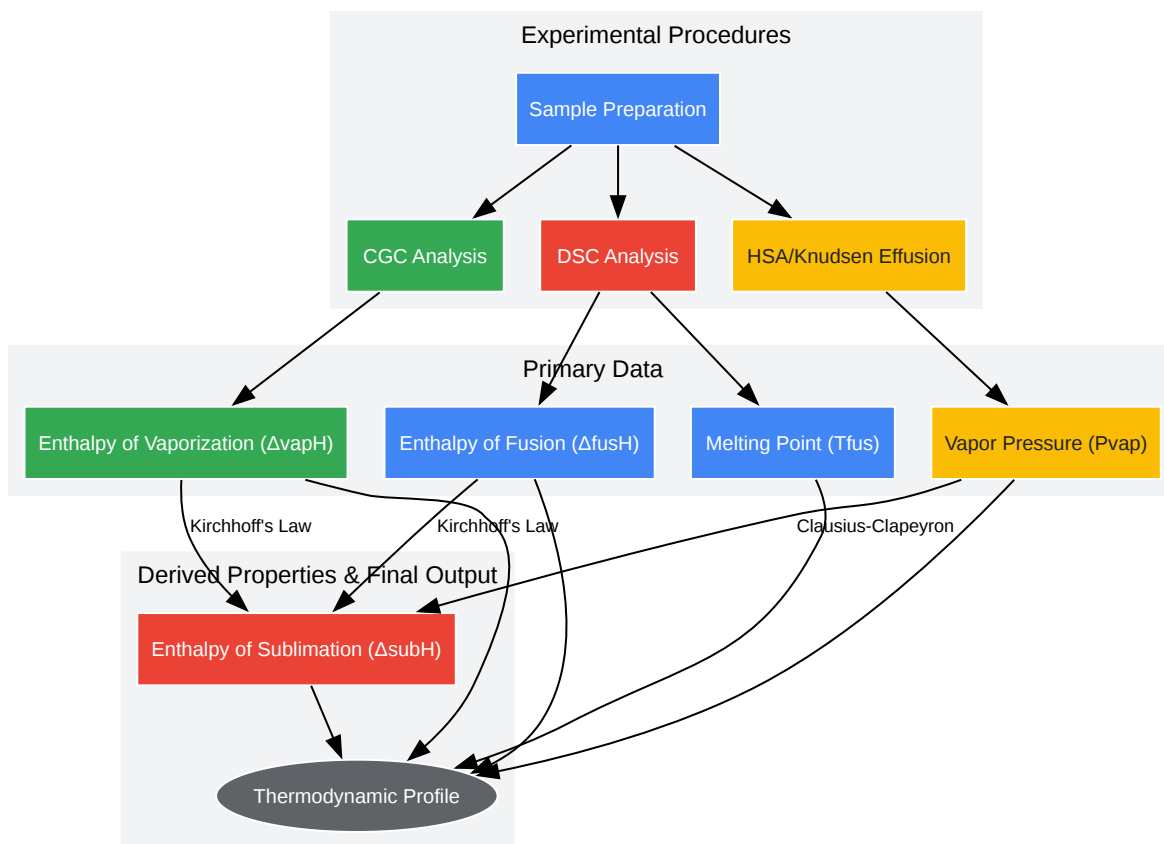 Experimental Procedures
Sample Preparation
CGC Analysis
DSC Analysis
HSA/Knudsen Effusion
Primary Data
Enthalpy of Vaporization (ΔvapH)
Enthalpy of Fusion (ΔfusH)
Melting Point (Tfus)
Vapor Pressure (Pvap)
Kirchhoff's Law
Kirchhoff's Law
Clausius-Clapeyron
Derived Properties & Final Output
Enthalpy of Sublimation (ΔsubH)
Thermodynamic Profile